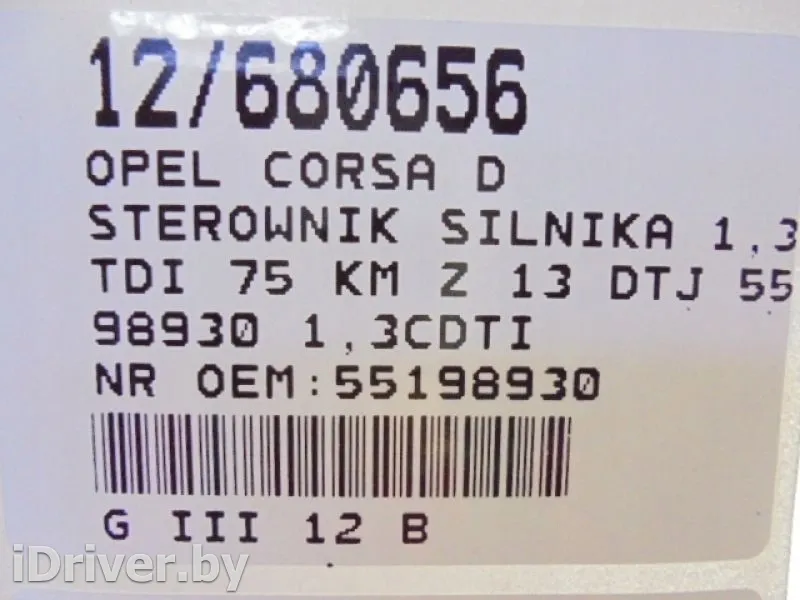 12/680656
OPEL CORSA D
STEROWNIK SILNIKA 1,3
TDI 75 KM Z 13 DTJ 55
98930 1,3CDTI
NR OEM:55198930
G III 12 B
iDriver.by